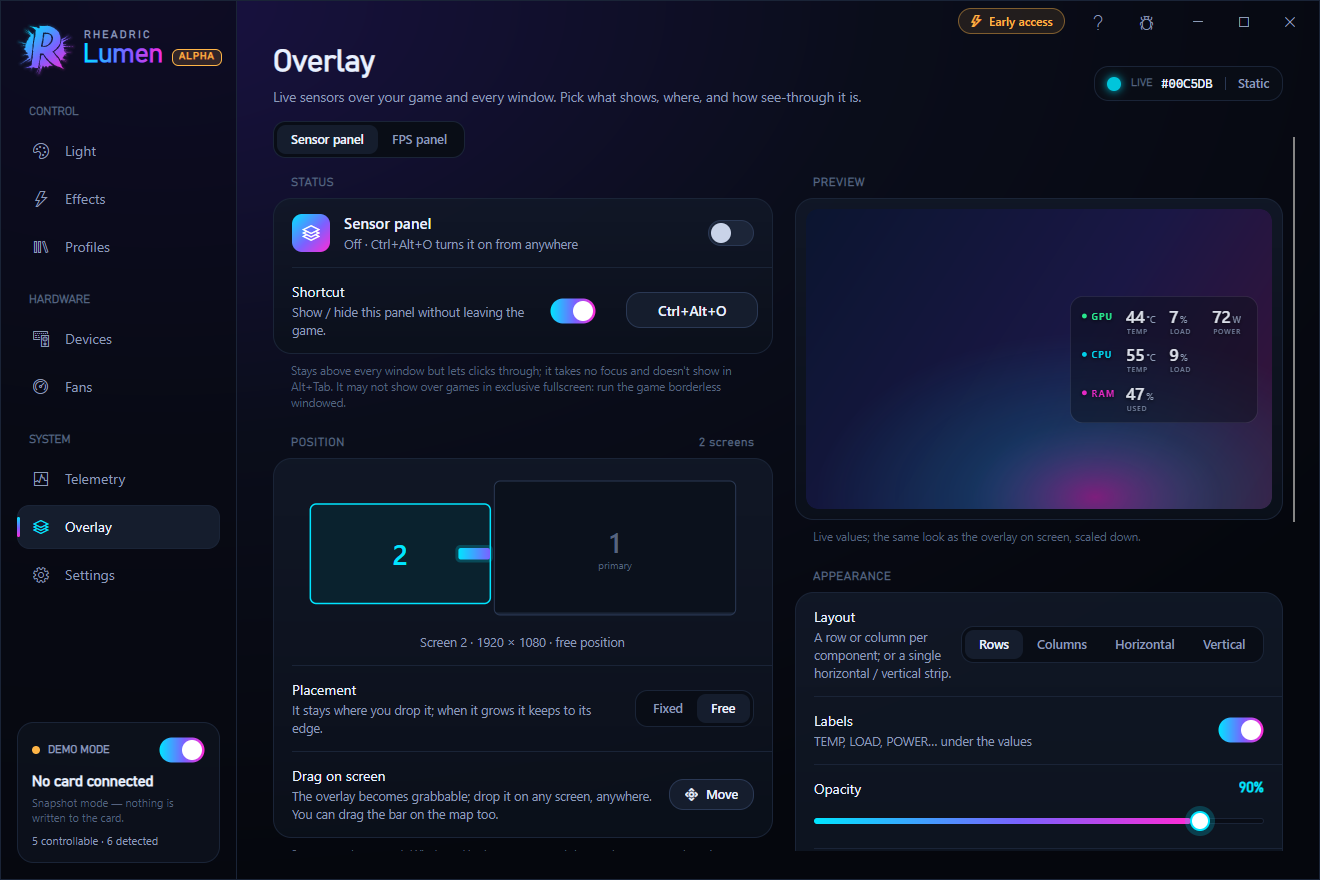 RHEADRIC
Lumen
ALPHA
CONTROL
Light
Effects
Profiles
HARDWARE
Devices
Fans
SYSTEM
Telemetry
Overlay
Settings
DEMO MODE
No card connected
Snapshot mode — nothing is
written to the card.
5 controllable · 6 detected
Early access
?
Overlay
Live sensors over your game and every window. Pick what shows, where, and how see-through it is.
LIVE #00C5DB Static
Sensor panel FPS panel
STATUS
Sensor panel
Off · Ctrl+Alt+O turns it on from anywhere
Shortcut
Show / hide this panel without leaving the
game.
Ctrl+Alt+O
Stays above every window but lets clicks through; it takes no focus and doesn't show in
Alt+Tab. It may not show over games in exclusive fullscreen: run the game borderless
windowed.
POSITION 2 screens
2
1
primary
Screen 2 · 1920 × 1080 · free position
Placement
It stays where you drop it; when it grows it keeps to its
edge.
Fixed Free
Drag on screen
The overlay becomes grabbable; drop it on any screen, anywhere.
You can drag the bar on the map too.
Move
PREVIEW
GPU 44°C 7% 72W
TEMP LOAD POWER
CPU 55°C 9%
TEMP LOAD
RAM 47%
USED
Live values; the same look as the overlay on screen, scaled down.
APPEARANCE
Layout
A row or column per
component; or a single
horizontal / vertical strip.
Rows Columns Horizontal Vertical
Labels
TEMP, LOAD, POWER... under the values
Opacity 90%